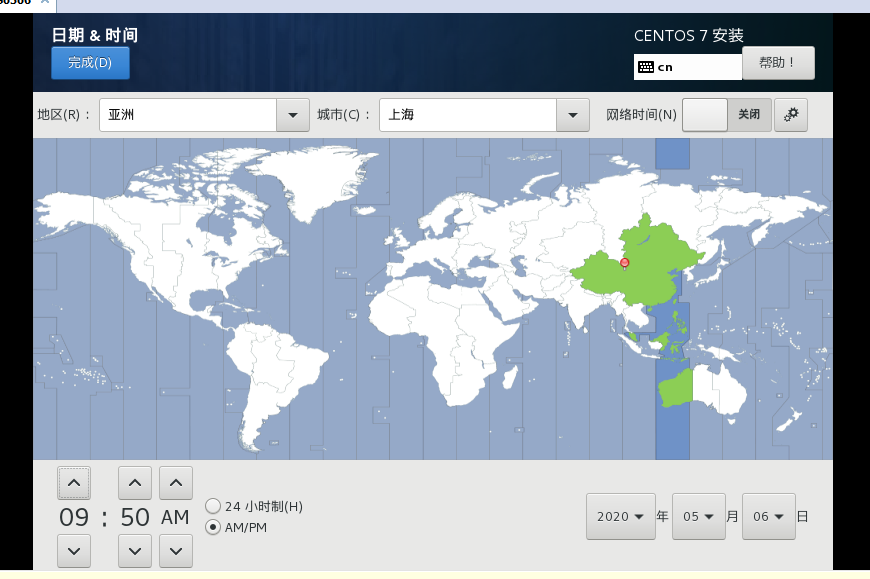 日期 & 时间
CENTOS 7 安装
完成(D)
cn
帮助！
地区(R)： 亚洲 城市(C)： 上海 网络时间(N) 关闭
09 : 50 AM
24 小时制(H)
AM/PM
2020 年 05 月 06 日